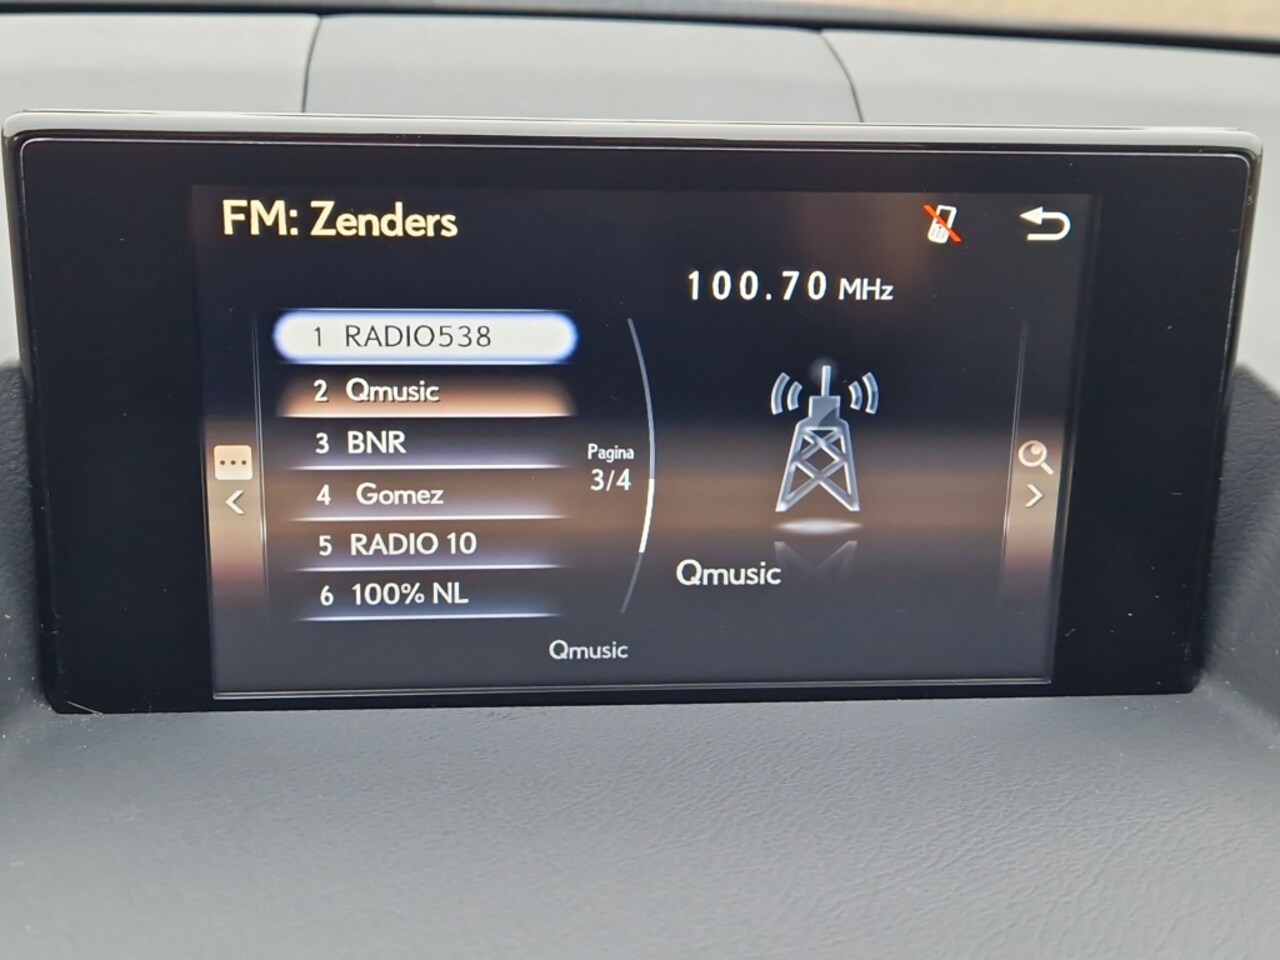 FM: Zenders
100.70 MHz
1 RADIO538
2 Qmusic
3 BNR
4 Gomez
5 RADIO 10
6 100% NL
Pagina
3/4
Qmusic
Qmusic